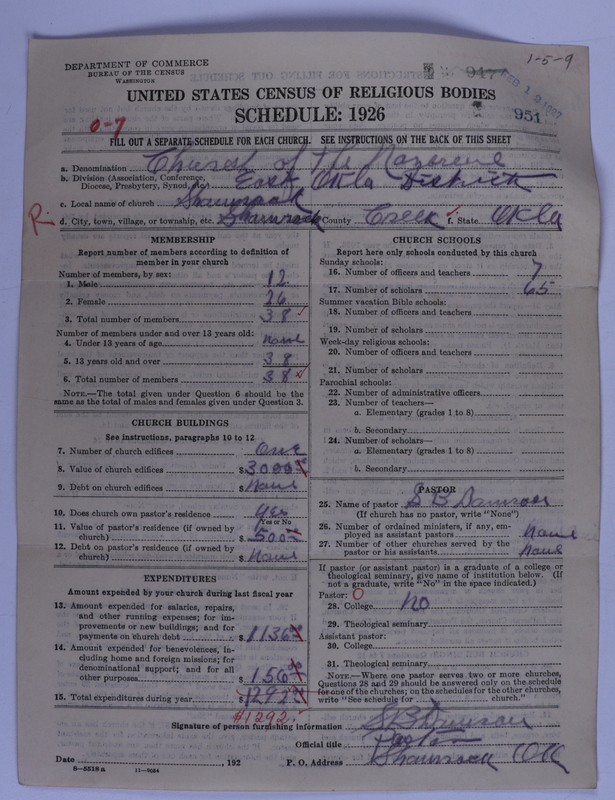 1-5-9
DEPARTMENT OF COMMERCE
BUREAU OF THE CENSUS
WASHINGTON
947
951
UNITED STATES CENSUS OF RELIGIOUS BODIES
SCHEDULE: 1926
0-7
FILL OUT A SEPARATE SCHEDULE FOR EACH CHURCH. SEE INSTRUCTIONS ON THE BACK OF THIS SHEET
a. Denomination Church of The Nazarene
b. Division (Association, Conference, Diocese, Presbytery, Synod, etc.) East Okla District
c. Local name of church Shamrock
R. d. City, town, village, or township, etc. Shamrock County Creek f. State Okla
MEMBERSHIP
Report number of members according to definition of member in your church
Number of members, by sex:
1. Male 12
2. Female 26
3. Total number of members 38
Number of members under and over 13 years old:
4. Under 13 years of age None
5. 13 years old and over 38
6. Total number of members 38
NOTE.—The total given under Question 6 should be the same as the total of males and females given under Question 3.
CHURCH BUILDINGS
See instructions, paragraphs 10 to 12
7. Number of church edifices One
8. Value of church edifices $3000
9. Debt on church edifices $ None
10. Does church own pastor's residence? Yes
Yes or No
11. Value of pastor's residence (if owned by church) $ 500
12. Debt on pastor's residence (if owned by church) $ None
EXPENDITURES
Amount expended by your church during last fiscal year
13. Amount expended for salaries, repairs, and other running expenses; for improvements or new buildings; and for payments on church debt $ 1136
14. Amount expended for benevolences, including home and foreign missions; for denominational support; and for all other purposes $ 156
15. Total expenditures during year $ 1292
$1292.
CHURCH SCHOOLS
Report here only schools conducted by this church
Sunday schools:
16. Number of officers and teachers 7
17. Number of scholars 65
Summer vacation Bible schools:
18. Number of officers and teachers
19. Number of scholars
Week-day religious schools:
20. Number of officers and teachers
21. Number of scholars
Parochial schools:
22. Number of administrative officers
23. Number of teachers—
a. Elementary (grades 1 to 8)
b. Secondary
24. Number of scholars—
a. Elementary (grades 1 to 8)
b. Secondary
PASTOR
25. Name of pastor S B Damron
(If church has no pastor, write "None")
26. Number of ordained ministers, if any, employed as assistant pastors None
27. Number of other churches served by the pastor or his assistants None
If pastor (or assistant pastor) is a graduate of a college or theological seminary, give name of institution below. (If not a graduate, write "No" in the space indicated.)
Pastor: 0
28. College No
29. Theological seminary
Assistant pastor:
30. College
31. Theological seminary
NOTE.—Where one pastor serves two or more churches, Questions 28 and 29 should be answered only on the schedule for one of the churches; on the schedules for the other churches, write "See schedule for church."
Signature of person furnishing information S B Damron
Official title Pastor
Date , 192 P. O. Address Shamrock Ok
8—5518 a 11—9064